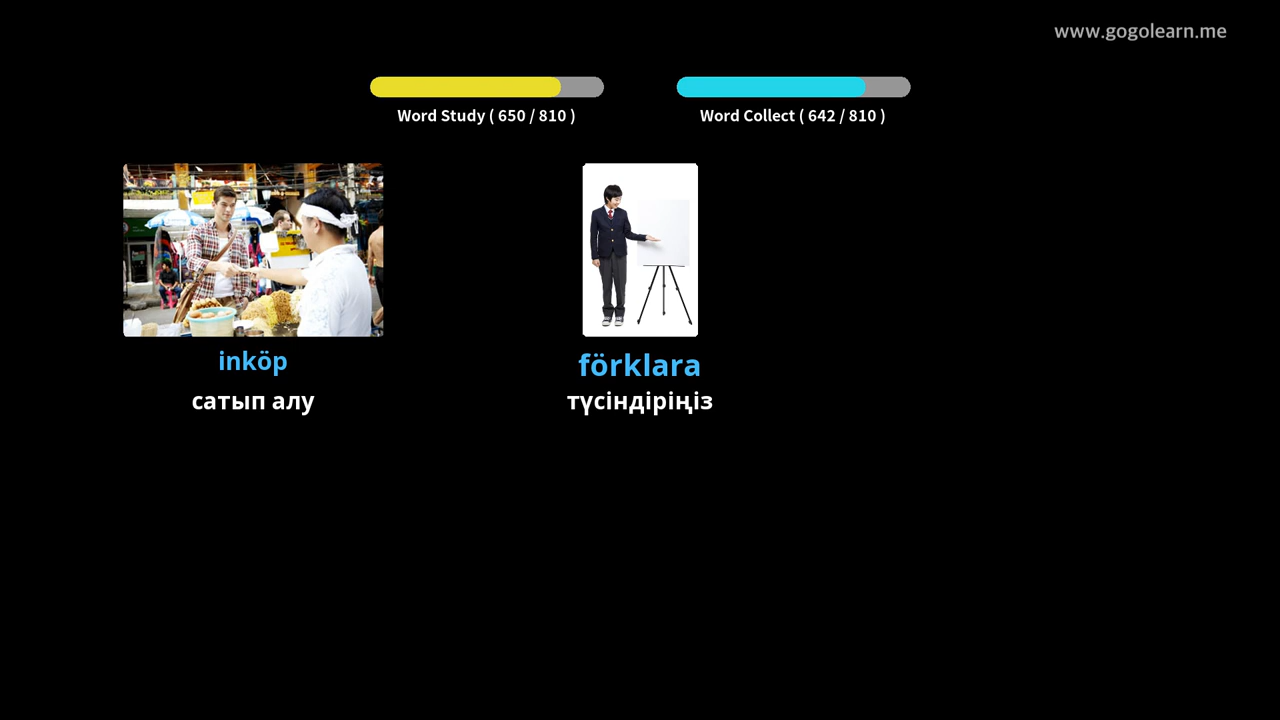 www.gogolearn.me
Word Study ( 650 / 810 )
Word Collect ( 642 / 810 )
inköp
сатып алу
förklara
түсіндіріңіз